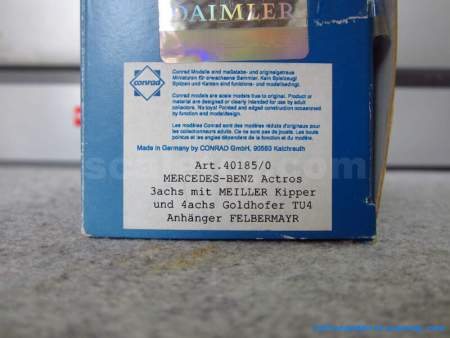 DAIMLER
conrad
Conrad Modelle sind maßstabs- und originalgetreue
Miniaturen für erwachsene Sammler. Kein Spielzeug!
Spitzen und Kanten sind funktions- und modellbedingt.
Conrad models are scale models true to original. Product or
material are designed or clearly intended for use by adult
collectors. No toys! Pointed and edged construction occasioned
by function and modeldesign.
Les modèles Conrad sont des modèles réduits d'origine pour
les collectionneurs adults. Ce ne sont pas de jouets. Les bouts
pointis et les angles dépendent de la fonction et du modèle.
Made in Germany by CONRAD GmbH, 90562 Kalchreuth
Art.40185/0
MERCEDES-BENZ Actros
3achs mit MEILLER Kipper
und 4achs Goldhofer TU4
Anhänger FELBERMAYR